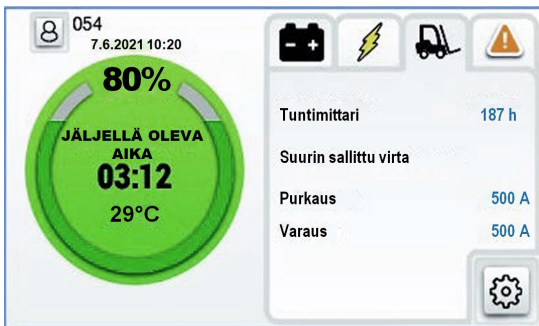 054
7.6.2021 10:20
80%
JÄLJELLÄ OLEVA
AIKA
03:12
29°C
Tuntimittari 187 h
Suurin sallittu virta
Purkaus 500 A
Varaus 500 A